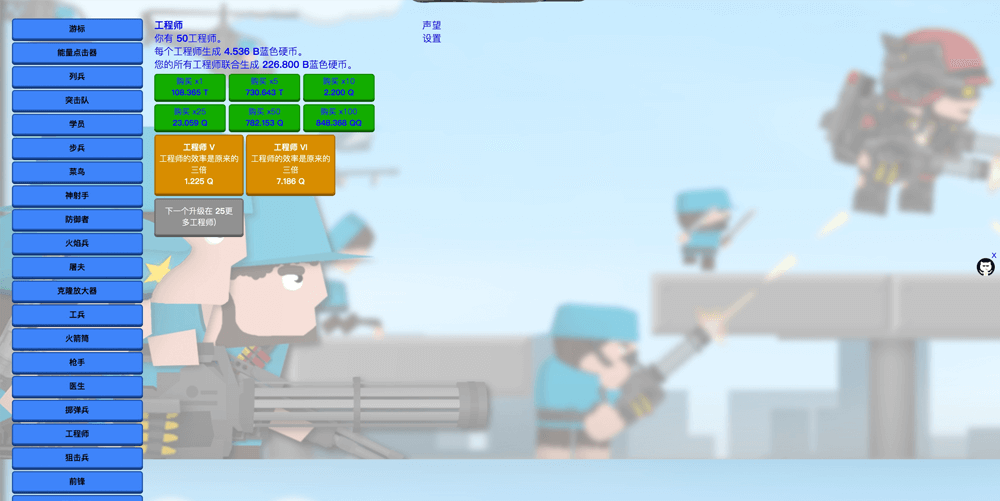 游标
能量点击器
列兵
突击队
学员
步兵
菜鸟
神射手
防御者
火焰兵
屠夫
克隆放大器
工兵
火箭筒
枪手
医生
掷弹兵
工程师
狙击兵
前锋
工程师
你有 50工程师。
每个工程师生成 4.536 B蓝色硬币。
您的所有工程师联合生成 226.800 B蓝色硬币。
购买 x1
108.365 T
购买 x5
730.643 T
购买 x10
2.200 Q
购买 x25
23.059 Q
购买 x50
782.153 Q
购买 x100
846.368 QQ
工程师 V
工程师的效率是原来的
三倍
1.225 Q
工程师 VI
工程师的效率是原来的
三倍
7.186 Q
下一个升级在 25更
多工程师)
声望
设置
X